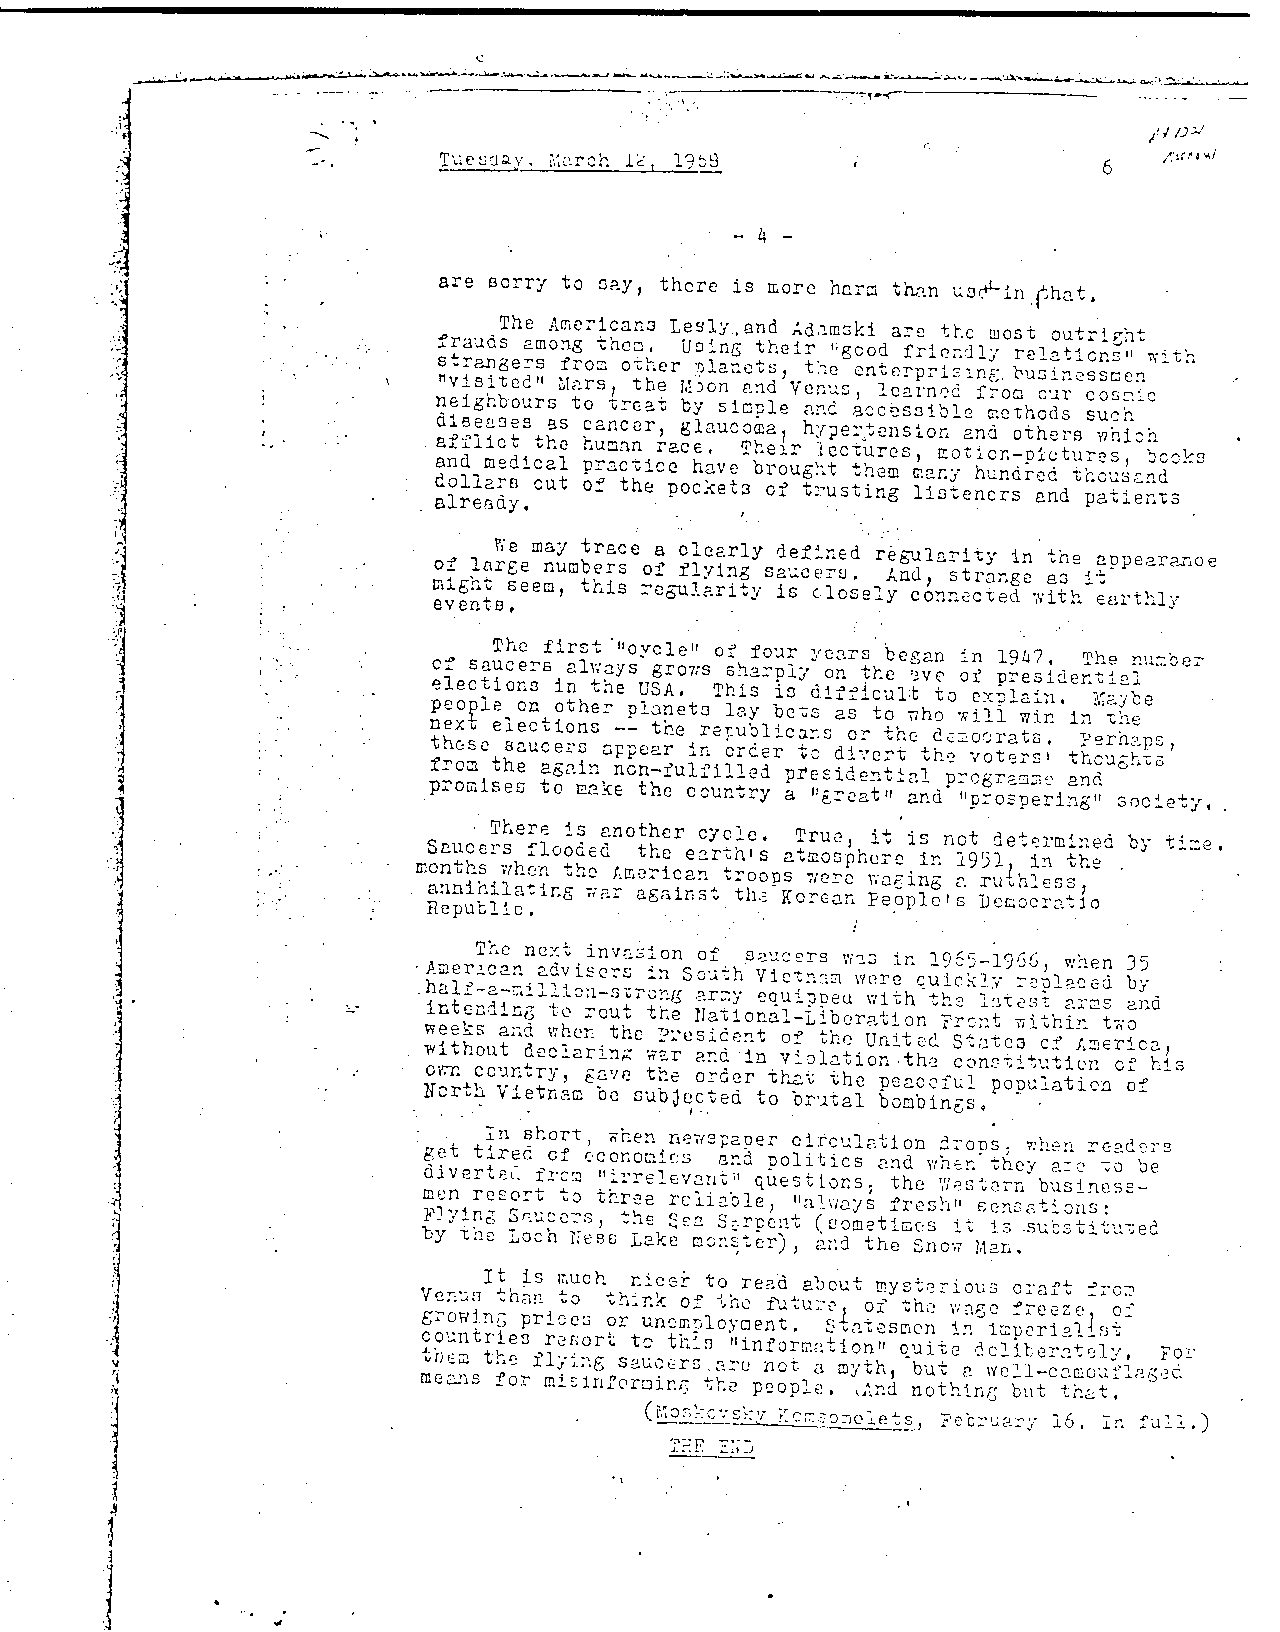 Tuesday, March 12, 1968
6
- 4 -
are sorry to say, there is more harm than use in that.
The Americans Lesly and Adamski are the most outright
frauds among them. Using their "good friendly relations" with
strangers from other planets, the enterprising businessmen
"visited" Mars, the Moon and Venus, learned from our cosmic
neighbours to treat by simple and accessible methods such
diseases as cancer, glaucoma, hypertension and others which
afflict the human race. Their lectures, motion-pictures, books
and medical practice have brought them many hundred thousand
dollars out of the pockets of trusting listeners and patients
already.
We may trace a clearly defined regularity in the appearance
of large numbers of flying saucers. And, strange as it
might seem, this regularity is closely connected with earthly
events.
The first "cycle" of four years began in 1947. The number
of saucers always grows sharply on the eve of presidential
elections in the USA. This is difficult to explain. Maybe
people on other planets lay bets as to who will win in the
next elections -- the republicans or the democrats. Perhaps,
these saucers appear in order to divert the voters' thoughts
from the again non-fulfilled presidential programme and
promises to make the country a "great" and "prospering" society.
There is another cycle. True, it is not determined by time.
Saucers flooded the earth's atmosphere in 1951, in the
months when the American troops were waging a ruthless,
annihilating war against the Korean People's Democratic
Republic.
The next invasion of saucers was in 1965-1966, when 35
American advisers in South Vietnam were quickly replaced by
half-a-million-strong army equipped with the latest arms and
intending to rout the National-Liberation Front within two
weeks and when the President of the United States of America,
without declaring war and in violation the constitution of his
own country, gave the order that the peaceful population of
North Vietnam be subjected to brutal bombings.
In short, when newspaper circulation drops, when readers
get tired of economics and politics and when they are to be
diverted from "irrelevant" questions, the Western business-
men resort to three reliable, "always fresh" sensations:
Flying Saucers, the Sea Serpent (sometimes it is substituted
by the Loch Ness Lake monster), and the Snow Man.
It is much nicer to read about mysterious craft from
Venus than to think of the future, of the wage freeze, of
growing prices or unemployment. Statesmen in imperialist
countries resort to this "information" quite deliberately. For
them the flying saucers are not a myth, but a well-camouflaged
means for misinforming the people. And nothing but that.
(Moskovsky Komsomolets, February 16. In full.)
THE END